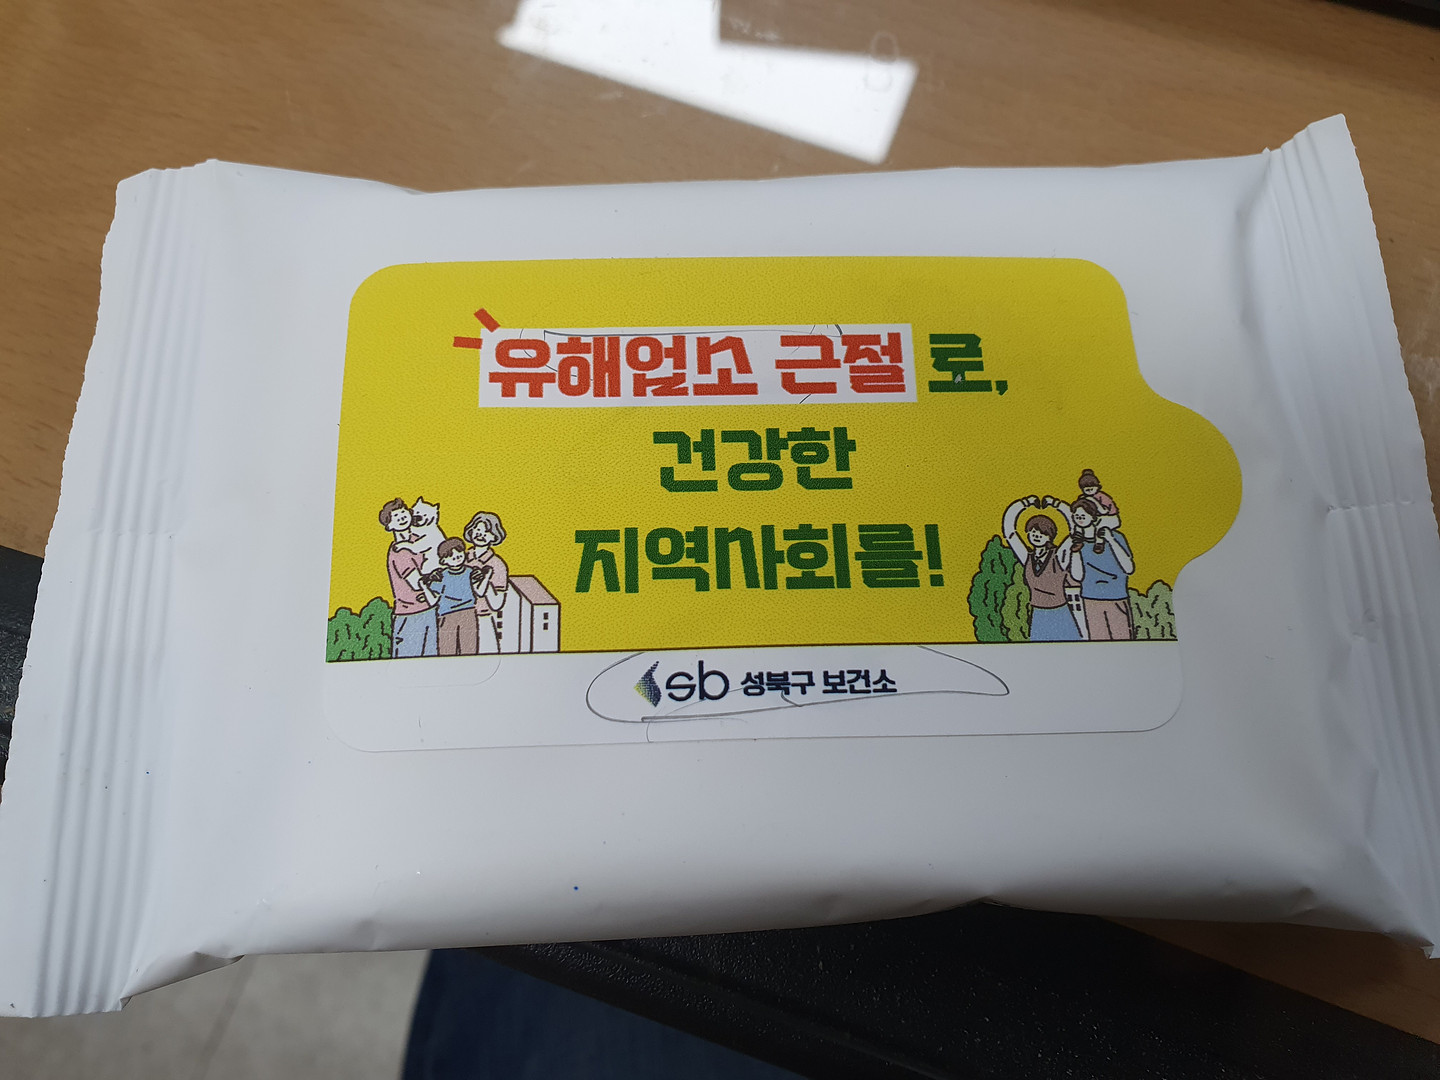 유해업소 근절로,
건강한
지역사회를!
sb 성북구 보건소